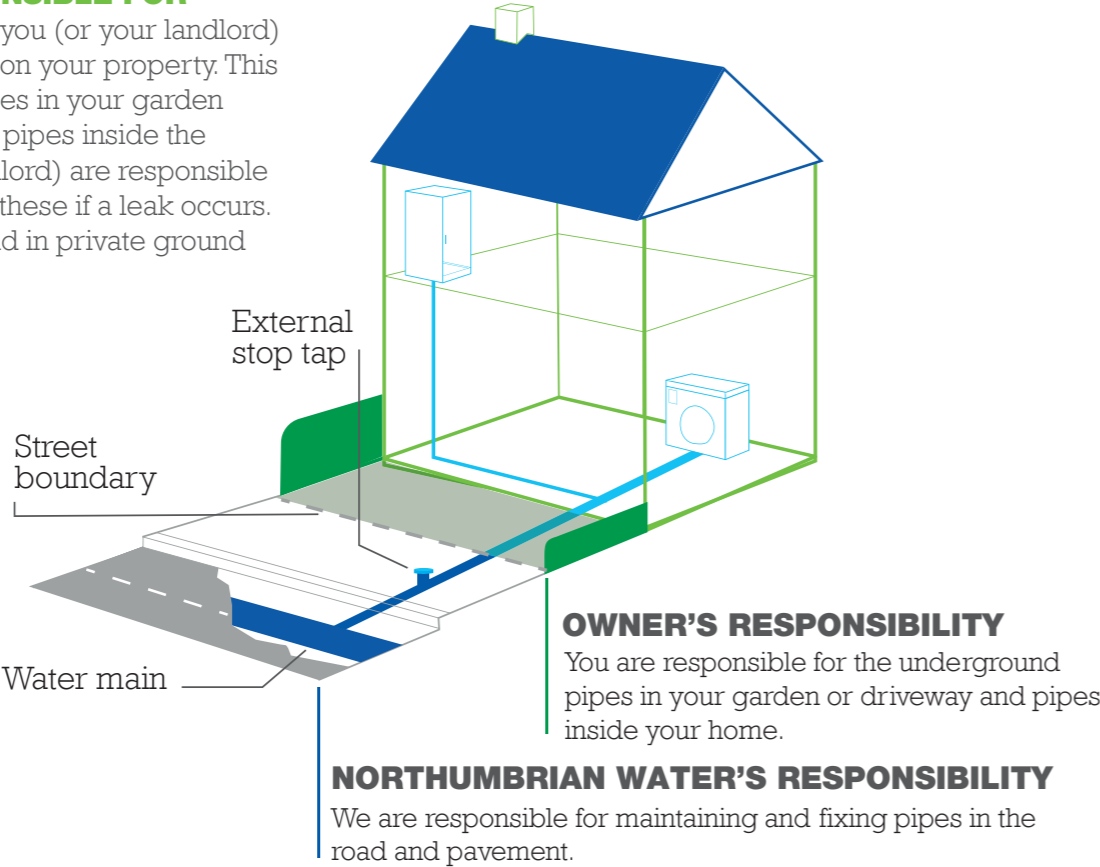 you (or your landlord)
on your property. This
es in your garden
pipes inside the
lord) are responsible
these if a leak occurs.
d in private ground
External
stop tap
Street
boundary
Water main
OWNER'S RESPONSIBILITY
You are responsible for the underground
pipes in your garden or driveway and pipes
inside your home.
NORTHUMBRIAN WATER'S RESPONSIBILITY
We are responsible for maintaining and fixing pipes in the
road and pavement.